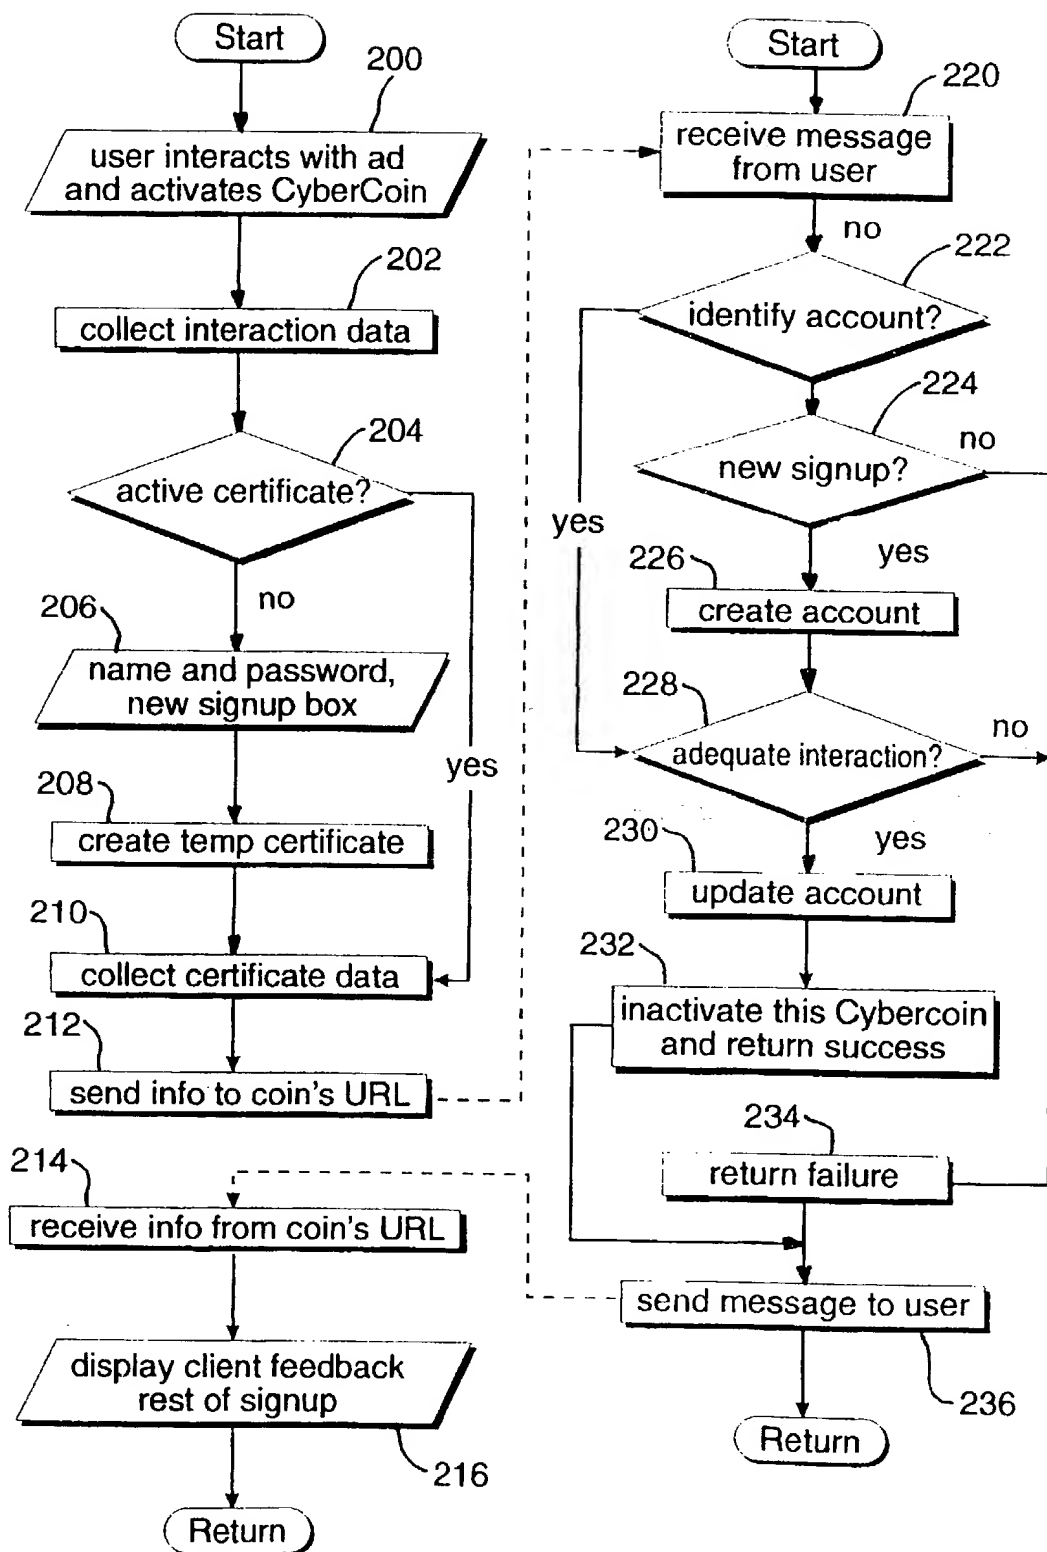 Start
200
user interacts with ad
and activates CyberCoin
202
collect interaction data
204
active certificate?
no
yes
206
name and password,
new signup box
208
create temp certificate
210
collect certificate data
212
send info to coin's URL
214
receive info from coin's URL
display client feedback
rest of signup
216
Return
Start
220
receive message
from user
no
222
identify account?
224
no
new signup?
yes
yes
226
create account
228
no
adequate interaction?
230
yes
update account
232
inactivate this Cybercoin
and return success
234
return failure
send message to user
236
Return